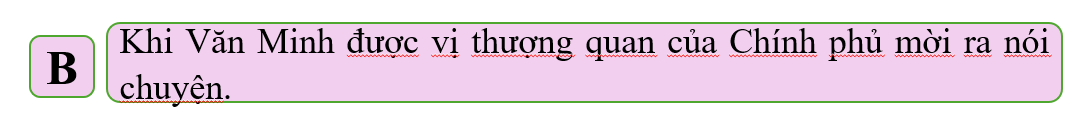 B
Khi Văn Minh được vị thượng quan của Chính phủ mời ra nói
chuyện.